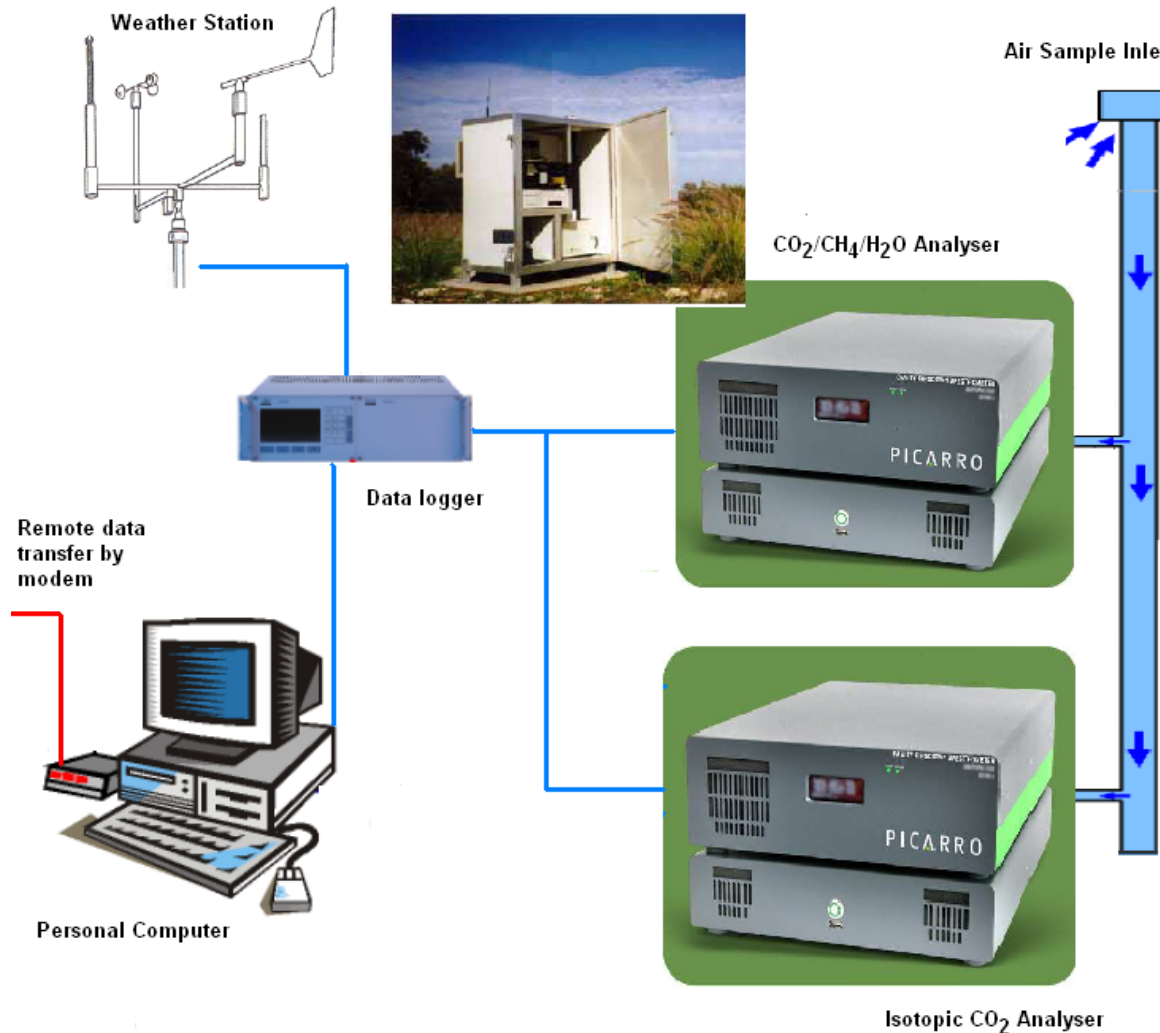 Weather Station
Air Sample Inle
CO₂/CH₄/H₂O Analyser
PICARRO
Data logger
Remote data
transfer by
modem
PICARRO
Personal Computer
Isotopic CO₂ Analyser